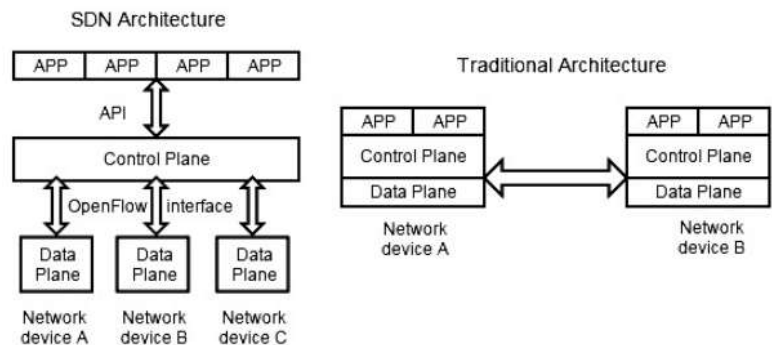 SDN Architecture
APP APP APP APP
API
Control Plane
OpenFlow interface
Data Plane
Data Plane
Data Plane
Network device A
Network device B
Network device C
Traditional Architecture
APP APP
Control Plane
Data Plane
Network device A
APP APP
Control Plane
Data Plane
Network device B